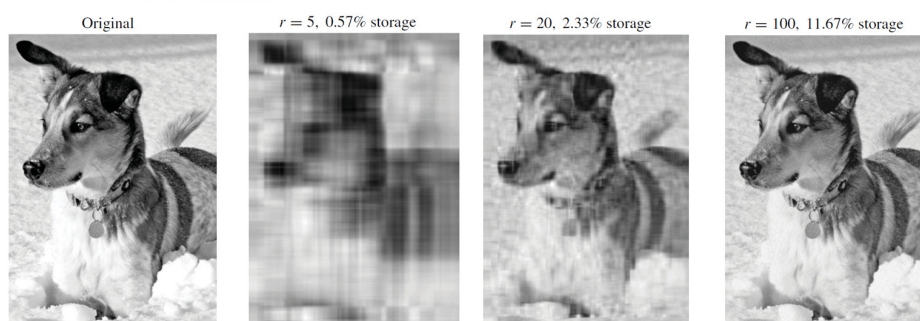 Original
r = 5, 0.57% storage
r = 20, 2.33% storage
r = 100, 11.67% storage